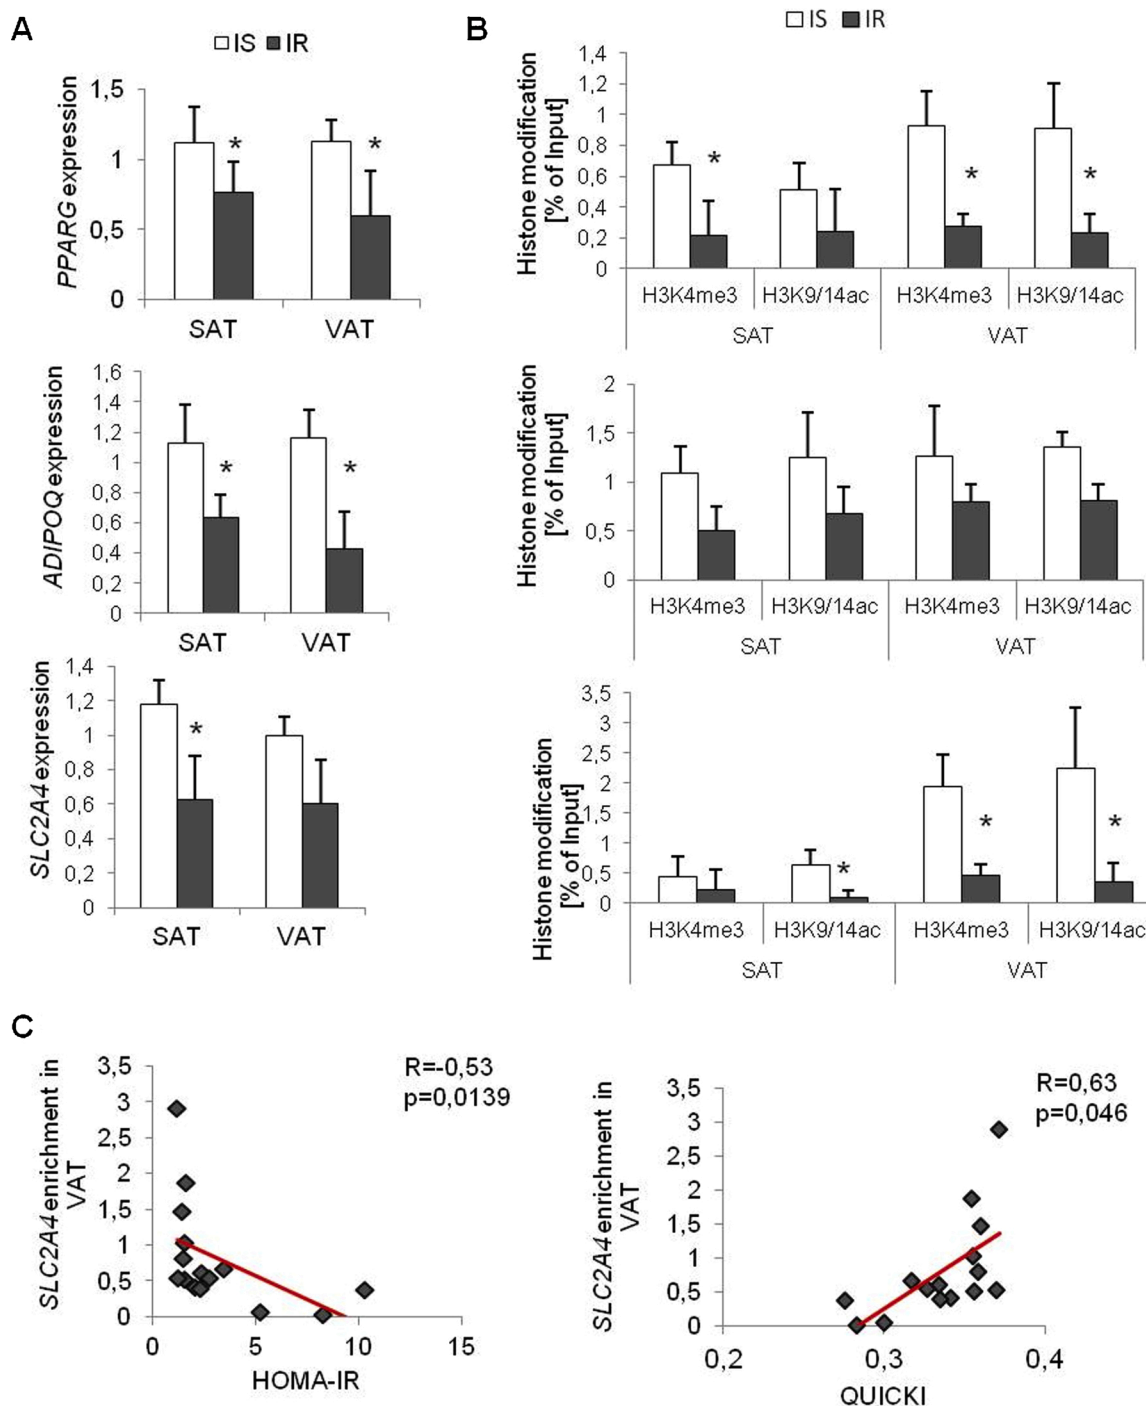 A
IS IR
PPARG expression
1,5
1
0,5
0
SAT VAT
ADIPOQ expression
1,6
1,4
1,2
1
0,8
0,6
0,4
0,2
0
SAT VAT
SLC2A4 expression
1,4
1,2
1
0,8
0,6
0,4
0,2
0
SAT VAT
* * * * *
B
IS IR
Histone modification
[% of Input]
1,4
1,2
1
0,8
0,6
0,4
0,2
0
* * *
H3K4me3 H3K9/14ac H3K4me3 H3K9/14ac
SAT VAT
Histone modification
[% of Input]
2
1,5
1
0,5
0
H3K4me3 H3K9/14ac H3K4me3 H3K9/14ac
SAT VAT
Histone modification
[% of Input]
3,5
3
2,5
2
1,5
1
0,5
0
* * *
H3K4me3 H3K9/14ac H3K4me3 H3K9/14ac
SAT VAT
C
SLC2A4 enrichment in
VAT
3,5
3
2,5
2
1,5
1
0,5
0
R=-0,53
p=0,0139
0 5 10 15
HOMA-IR
SLC2A4 enrichment in
VAT
3,5
3
2,5
2
1,5
1
0,5
0
R=0,63
p=0,046
0,2 0,3 0,4
QUICKI